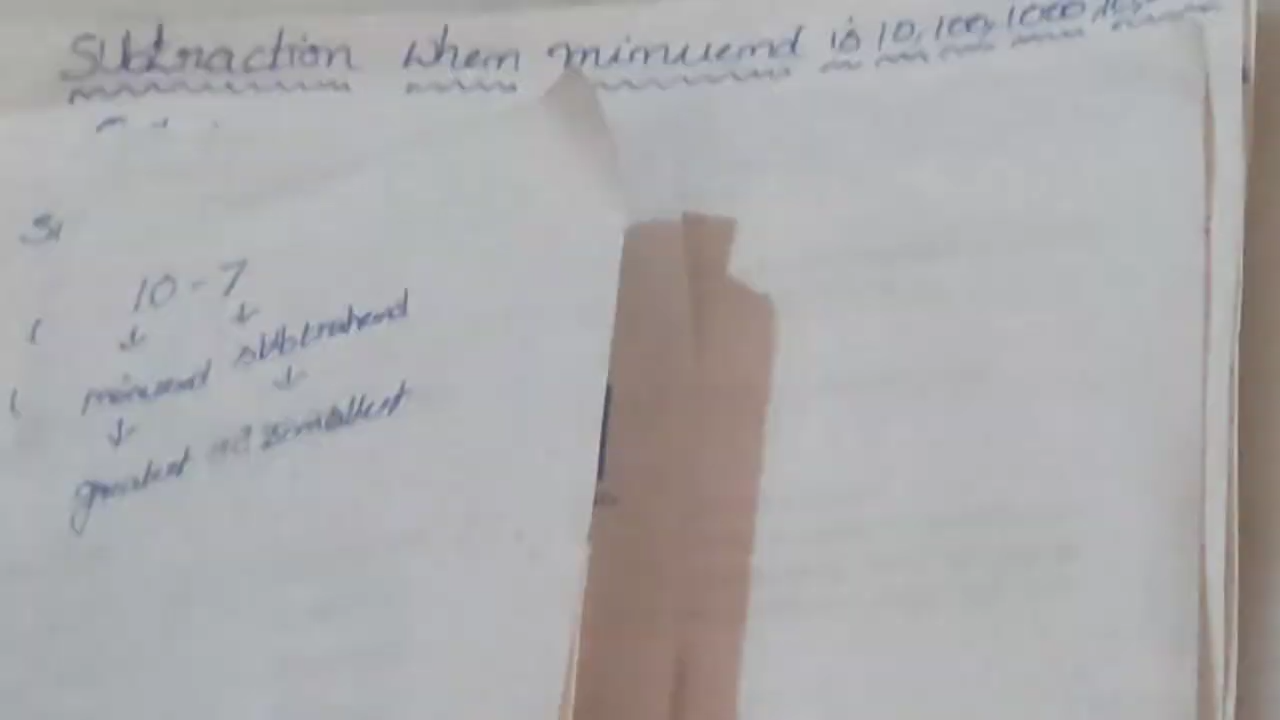 Subtraction when minuend is 10, 100, 1000
10 - 7
minuend subtrahend
greatest smallest